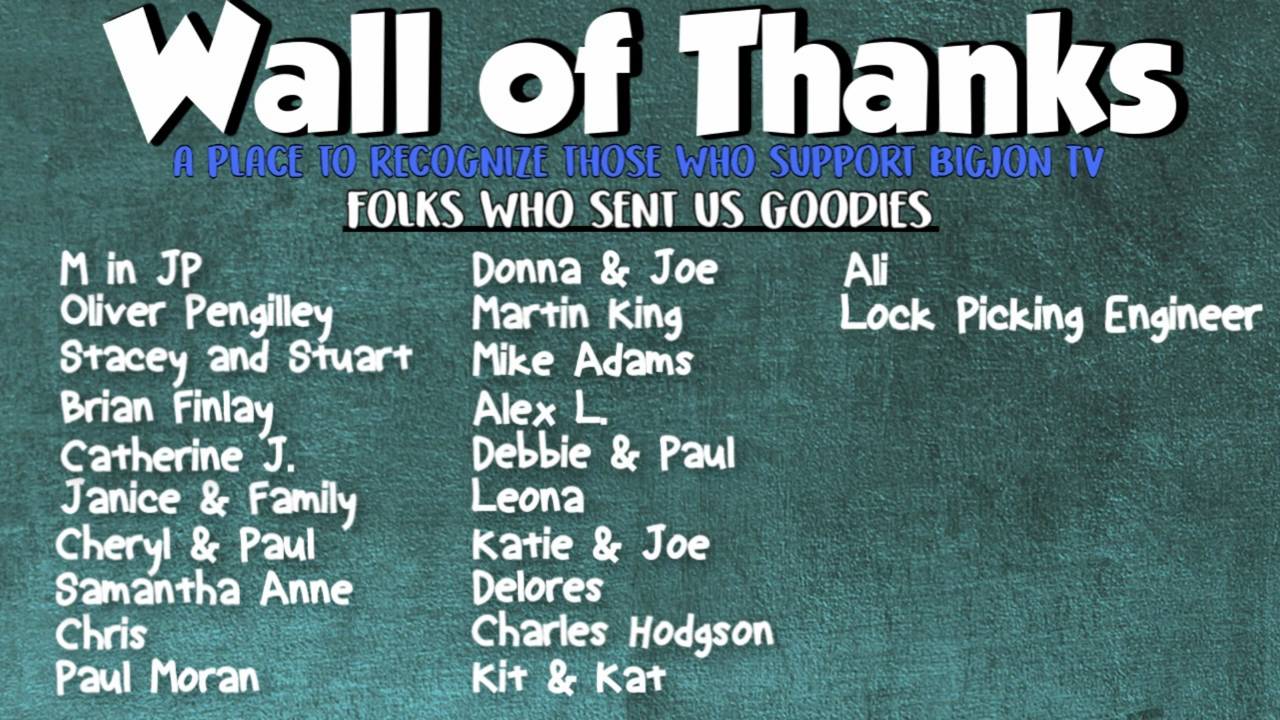 Wall of Thanks
A PLACE TO RECOGNIZE THOSE WHO SUPPORT BIGJON TV
FOLKS WHO SENT US GOODIES
M in JP
Oliver Pengilley
Stacey and Stuart
Brian Finlay
Catherine J.
Janice & Family
Cheryl & Paul
Samantha Anne
Chris
Paul Moran
Donna & Joe
Martin King
Mike Adams
Alex L.
Debbie & Paul
Leona
Katie & Joe
Delores
Charles Hodgson
Kit & Kat
Ali
Lock Picking Engineer